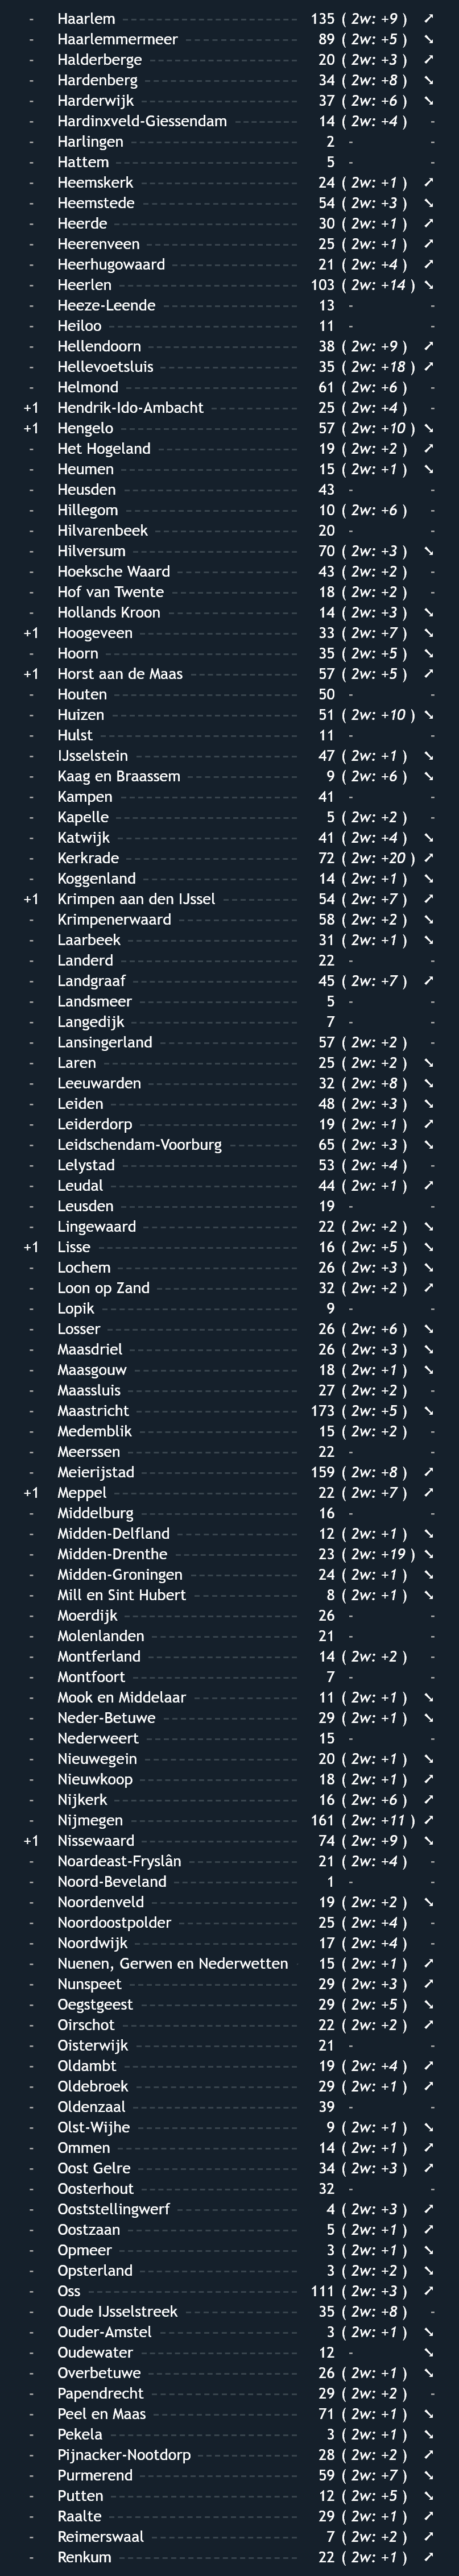 - Haarlem 135 ( 2w: +9 ) ➚
- Haarlemmermeer 89 ( 2w: +5 ) ➘
- Halderberge 20 ( 2w: +3 ) ➚
- Hardenberg 34 ( 2w: +8 ) ➘
- Harderwijk 37 ( 2w: +6 ) ➘
- Hardinxveld-Giessendam 14 ( 2w: +4 ) -
- Harlingen 2 - -
- Hattem 5 - -
- Heemskerk 24 ( 2w: +1 ) ➚
- Heemstede 54 ( 2w: +3 ) ➘
- Heerde 30 ( 2w: +1 ) ➚
- Heerenveen 25 ( 2w: +1 ) ➚
- Heerhugowaard 21 ( 2w: +4 ) ➚
- Heerlen 103 ( 2w: +14 ) ➘
- Heeze-Leende 13 - -
- Heiloo 11 - -
- Hellendoorn 38 ( 2w: +9 ) ➚
- Hellevoetsluis 35 ( 2w: +18 ) ➚
- Helmond 61 ( 2w: +6 ) -
+1 Hendrik-Ido-Ambacht 25 ( 2w: +4 ) -
+1 Hengelo 57 ( 2w: +10 ) ➘
- Het Hogeland 19 ( 2w: +2 ) ➚
- Heumen 15 ( 2w: +1 ) ➘
- Heusden 43 - -
- Hillegom 10 ( 2w: +6 ) -
- Hilvarenbeek 20 - -
- Hilversum 70 ( 2w: +3 ) ➘
- Hoeksche Waard 43 ( 2w: +2 ) -
- Hof van Twente 18 ( 2w: +2 ) -
- Hollands Kroon 14 ( 2w: +3 ) ➘
+1 Hoogeveen 33 ( 2w: +7 ) ➘
- Hoorn 35 ( 2w: +5 ) ➘
+1 Horst aan de Maas 57 ( 2w: +5 ) ➚
- Houten 50 - -
- Huizen 51 ( 2w: +10 ) ➘
- Hulst 11 - -
- IJsselstein 47 ( 2w: +1 ) ➘
- Kaag en Braassem 9 ( 2w: +6 ) ➘
- Kampen 41 - -
- Kapelle 5 ( 2w: +2 ) -
- Katwijk 41 ( 2w: +4 ) ➘
- Kerkrade 72 ( 2w: +20 ) ➚
- Koggenland 14 ( 2w: +1 ) ➘
+1 Krimpen aan den IJssel 54 ( 2w: +7 ) ➚
- Krimpenerwaard 58 ( 2w: +2 ) ➘
- Laarbeek 31 ( 2w: +1 ) ➘
- Landerd 22 - -
- Landgraaf 45 ( 2w: +7 ) ➚
- Landsmeer 5 - -
- Langedijk 7 - -
- Lansingerland 57 ( 2w: +2 ) -
- Laren 25 ( 2w: +2 ) ➘
- Leeuwarden 32 ( 2w: +8 ) ➘
- Leiden 48 ( 2w: +3 ) ➘
- Leiderdorp 19 ( 2w: +1 ) ➚
- Leidschendam-Voorburg 65 ( 2w: +3 ) ➘
- Lelystad 53 ( 2w: +4 ) -
- Leudal 44 ( 2w: +1 ) ➚
- Leusden 19 - -
- Lingewaard 22 ( 2w: +2 ) ➘
+1 Lisse 16 ( 2w: +5 ) ➘
- Lochem 26 ( 2w: +3 ) ➘
- Loon op Zand 32 ( 2w: +2 ) ➚
- Lopik 9 - -
- Losser 26 ( 2w: +6 ) ➘
- Maasdriel 26 ( 2w: +3 ) ➘
- Maasgouw 18 ( 2w: +1 ) ➘
- Maassluis 27 ( 2w: +2 ) -
- Maastricht 173 ( 2w: +5 ) ➘
- Medemblik 15 ( 2w: +2 ) -
- Meerssen 22 - -
- Meierijstad 159 ( 2w: +8 ) ➚
+1 Meppel 22 ( 2w: +7 ) ➚
- Middelburg 16 - -
- Midden-Delfland 12 ( 2w: +1 ) ➘
- Midden-Drenthe 23 ( 2w: +19 ) ➘
- Midden-Groningen 24 ( 2w: +1 ) ➘
- Mill en Sint Hubert 8 ( 2w: +1 ) ➘
- Moerdijk 26 - -
- Molenlanden 21 - -
- Montferland 14 ( 2w: +2 ) -
- Montfoort 7 - -
- Mook en Middelaar 11 ( 2w: +1 ) ➘
- Neder-Betuwe 29 ( 2w: +1 ) ➘
- Nederweert 15 - -
- Nieuwegein 20 ( 2w: +1 ) ➘
- Nieuwkoop 18 ( 2w: +1 ) ➚
- Nijkerk 16 ( 2w: +6 ) ➚
- Nijmegen 161 ( 2w: +11 ) ➚
+1 Nissewaard 74 ( 2w: +9 ) ➘
- Noardeast-Fryslân 21 ( 2w: +4 ) -
- Noord-Beveland 1 - -
- Noordenveld 19 ( 2w: +2 ) ➘
- Noordoostpolder 25 ( 2w: +4 ) -
- Noordwijk 17 ( 2w: +4 ) -
- Nuenen, Gerwen en Nederwetten 15 ( 2w: +1 ) ➚
- Nunspeet 29 ( 2w: +3 ) ➚
- Oegstgeest 29 ( 2w: +5 ) ➘
- Oirschot 22 ( 2w: +2 ) ➚
- Oisterwijk 21 - -
- Oldambt 19 ( 2w: +4 ) ➚
- Oldebroek 29 ( 2w: +1 ) ➚
- Oldenzaal 39 - -
- Olst-Wijhe 9 ( 2w: +1 ) ➘
- Ommen 14 ( 2w: +1 ) ➚
- Oost Gelre 34 ( 2w: +3 ) ➚
- Oosterhout 32 - -
- Ooststellingwerf 4 ( 2w: +3 ) ➚
- Oostzaan 5 ( 2w: +1 ) ➚
- Opmeer 3 ( 2w: +1 ) ➘
- Opsterland 3 ( 2w: +2 ) ➘
- Oss 111 ( 2w: +3 ) ➚
- Oude IJsselstreek 35 ( 2w: +8 ) -
- Ouder-Amstel 3 ( 2w: +1 ) ➘
- Oudewater 12 - ➘
- Overbetuwe 26 ( 2w: +1 ) ➘
- Papendrecht 29 ( 2w: +2 ) -
- Peel en Maas 71 ( 2w: +1 ) ➘
- Pekela 3 ( 2w: +1 ) ➘
- Pijnacker-Nootdorp 28 ( 2w: +2 ) ➚
- Purmerend 59 ( 2w: +7 ) ➘
- Putten 12 ( 2w: +5 ) ➘
- Raalte 29 ( 2w: +1 ) ➚
- Reimerswaal 7 ( 2w: +2 ) ➚
- Renkum 22 ( 2w: +1 ) ➚